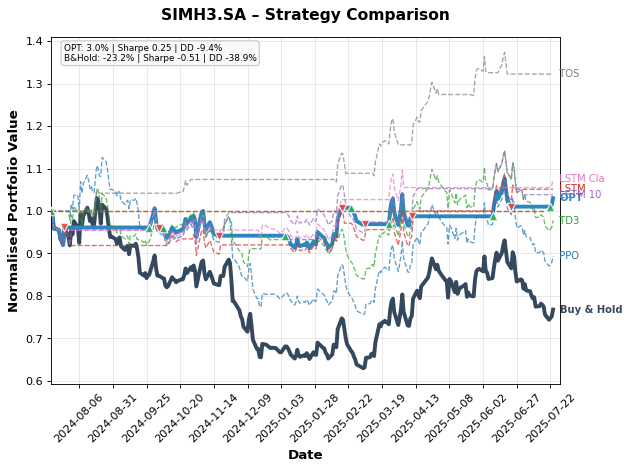 SIMH3.SA – Strategy Comparison
OPT: 3.0% | Sharpe 0.25 | DD -9.4%
B&Hold: -23.2% | Sharpe -0.51 | DD -38.9%
Normalised Portfolio Value
1.4
1.3
1.2
1.1
1.0
0.9
0.8
0.7
0.6
TOS
LSTM Cla
LSTM
10
OPT
TD3
PPO
Buy & Hold
2024-08-06
2024-08-31
2024-09-25
2024-10-20
2024-11-14
2024-12-09
2025-01-03
2025-01-28
2025-02-22
2025-03-19
2025-04-13
2025-05-08
2025-06-02
2025-06-27
2025-07-22
Date